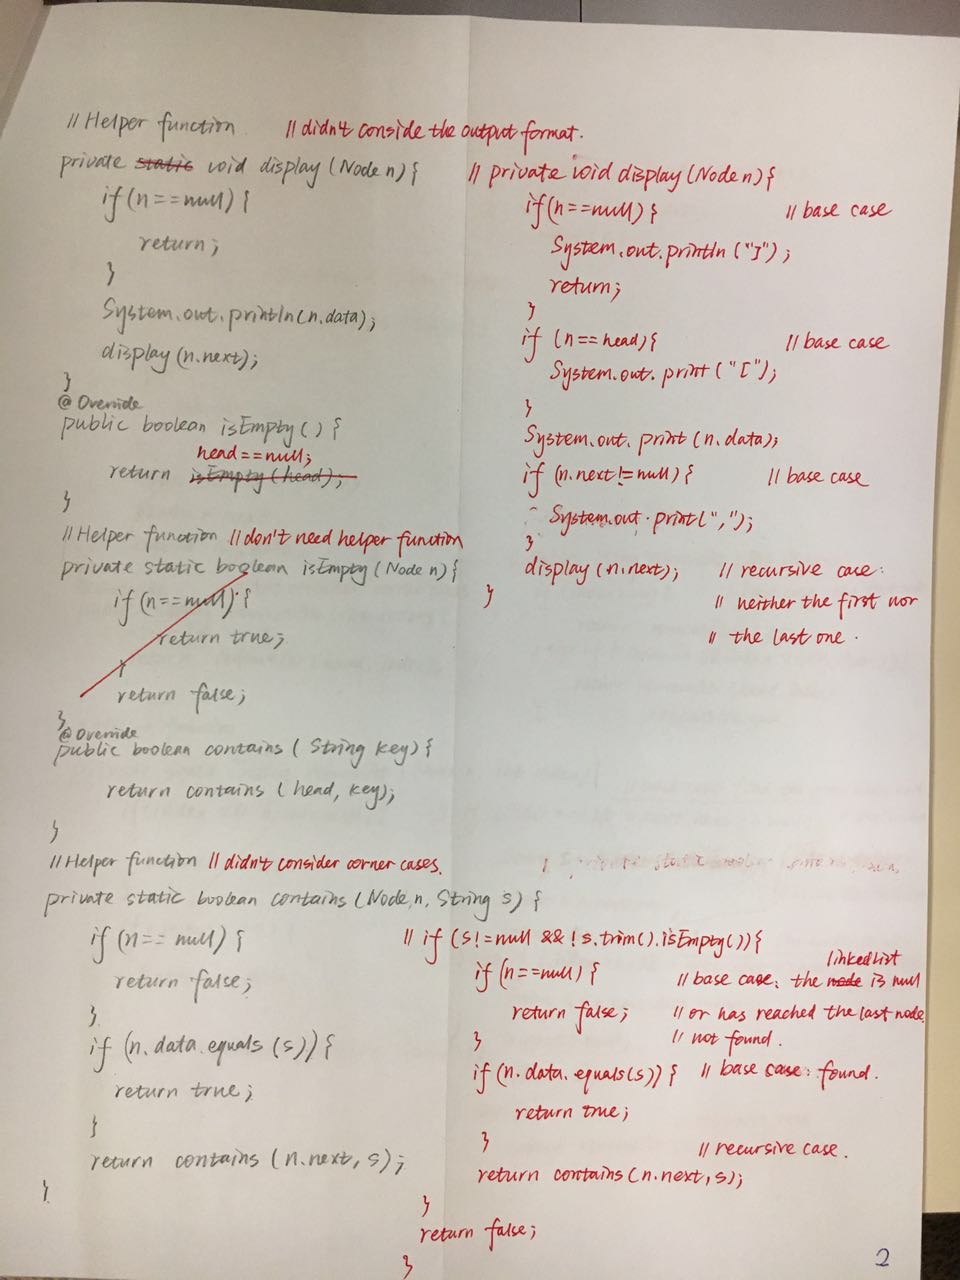 // Helper function // didn't conside the output format.
private static void display (Node n) {
if (n == null) {
return;
}
System.out.println(n.data);
display (n.next);
}
@ Override
public boolean isEmpty () {
head == null;
return isEmpty (head);
}
// Helper function // don't need helper function
private static boolean isEmpty (Node n) {
if (n == null) {
return true;
}
return false;
}
@ Override
public boolean contains ( String key) {
return contains ( head, key);
}
// Helper function // didn't consider corner cases.
private static boolean contains (Node n, String s) {
if (n == null) {
return false;
}
if (n.data.equals (s)) {
return true;
}
return contains (n.next, s);
}
// private void display (Node n) {
if (n == null) { // base case
System.out.println ("]");
return;
}
if (n == head) { // base case
System.out.print ("[");
}
System.out.print (n.data);
if (n.next != null) { // base case
System.out.print (",");
}
display (n.next); // recursive case:
// neither the first nor
// the last one.
}
// if (s != null && ! s.trim().isEmpty()) {
linkedlist
if (n == null) { // base case: the node is null
return false; // or has reached the last node.
} // not found.
if (n.data.equals(s)) { // base case: found.
return true;
}
// recursive case.
return contains (n.next, s);
}
return false;
}
2